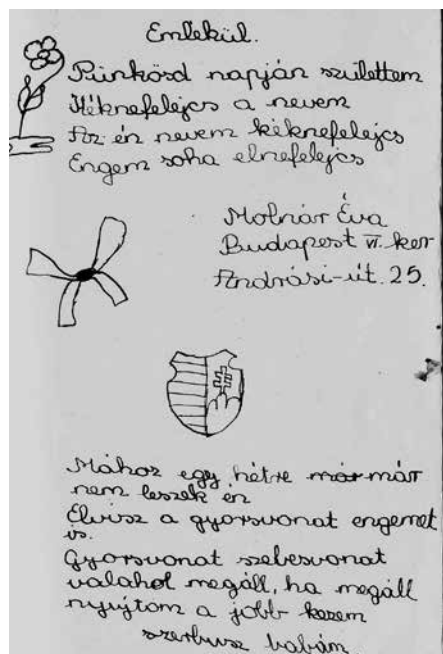 Emlékül.
Pünkösd napján születtem
Kéknefelejcs a nevem
Az én nevem kéknefelejcs
Engem soha elnefelejcs
Molnár Éva
Budapest VI. ker
Andrási-út. 25.
Mához egy hétre már már
nem leszek én
Elvisz a gyorsvonat engemet
is.
Gyorsvonat sebesvonat
valahol megáll, ha megáll
nyujtom a jobb kezem
szerbusz babám